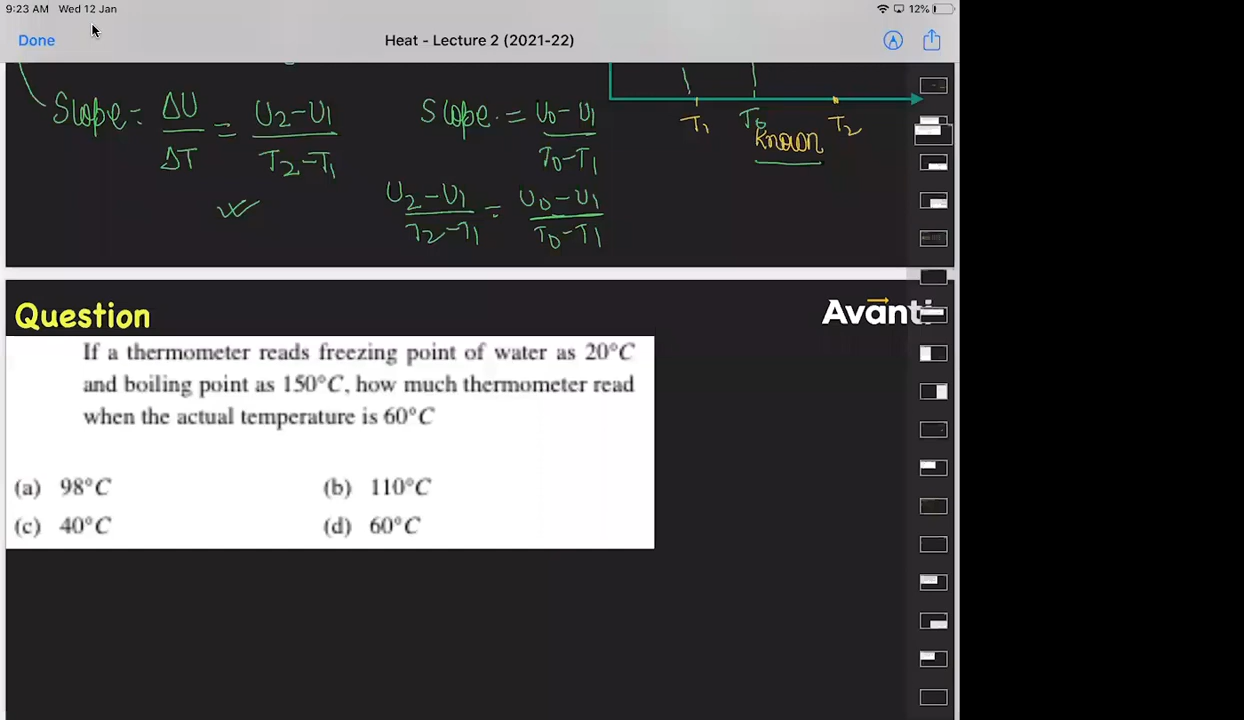 9:23 AM Wed 12 Jan
12%
Done
Heat - Lecture 2 (2021-22)
Slope = ΔU/ΔT = U2-U1/T2-T1
Slope = U0-U1/T0-T1
U2-U1/T2-T1 = U0-U1/T0-T1
T1 T0 T2
Known
Question
Avanti
If a thermometer reads freezing point of water as 20°C
and boiling point as 150°C, how much thermometer read
when the actual temperature is 60°C
(a) 98°C (b) 110°C
(c) 40°C (d) 60°C